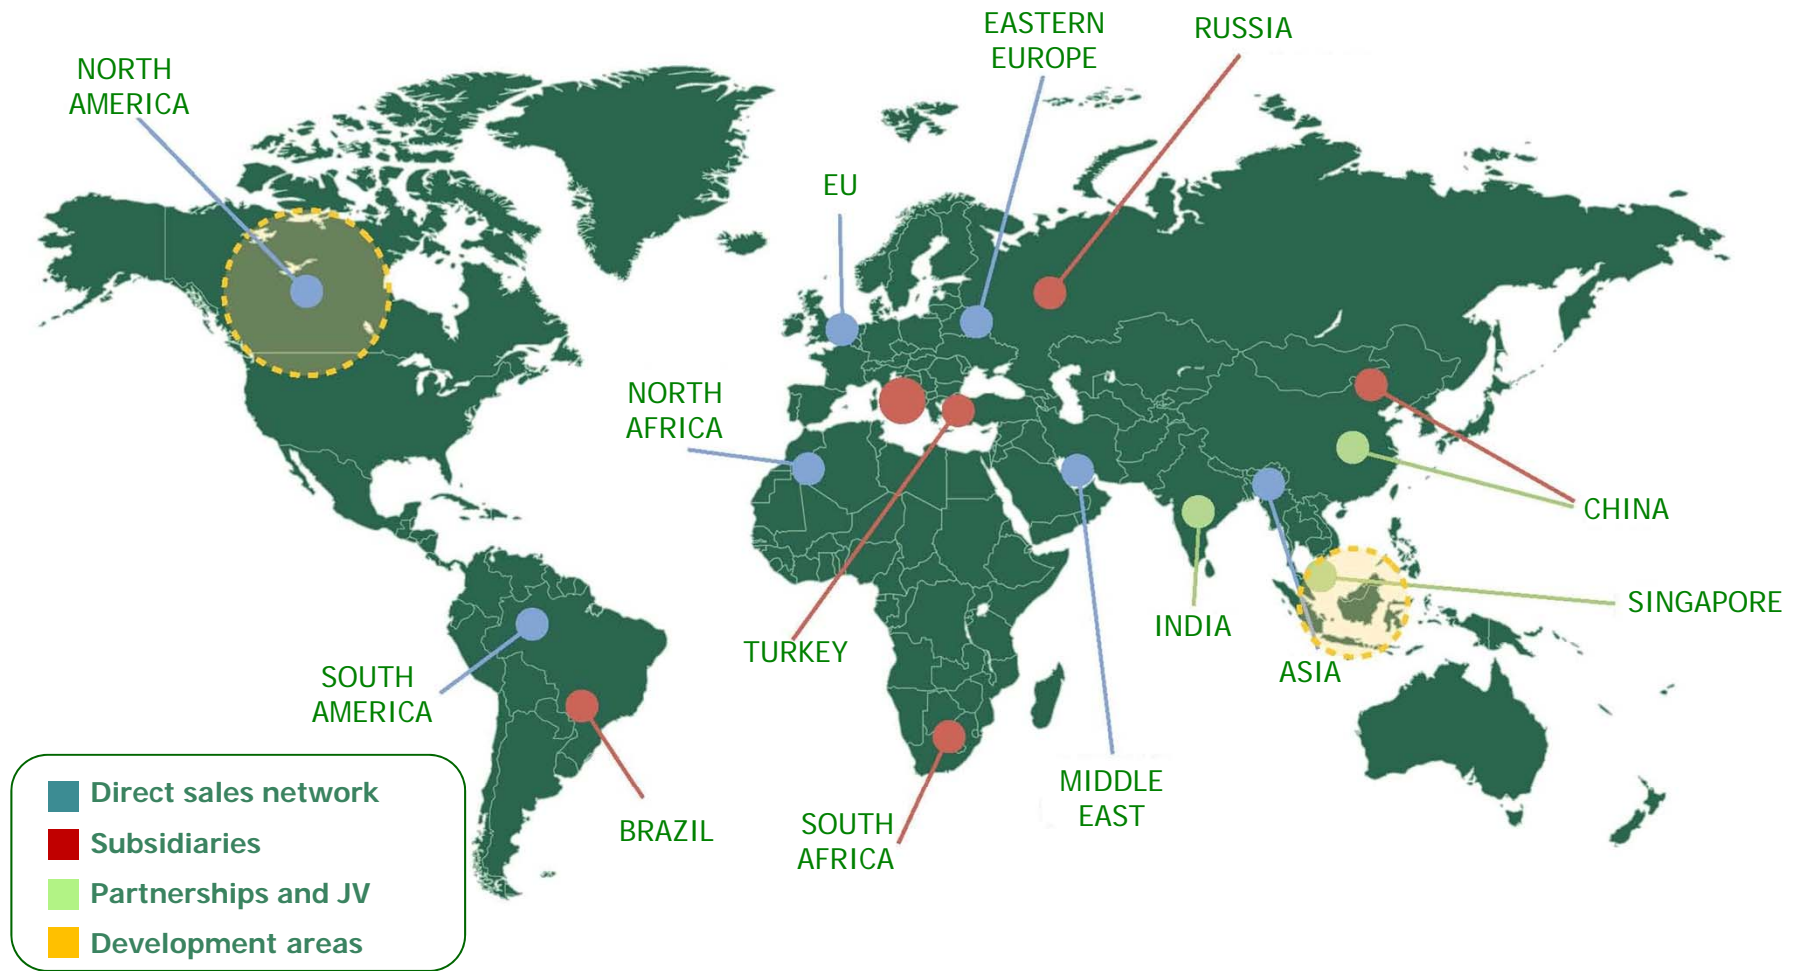 EASTERN
EUROPE
RUSSIA
NORTH
AMERICA
EU
NORTH
AFRICA
CHINA
SINGAPORE
INDIA
TURKEY
ASIA
SOUTH
AMERICA
MIDDLE
EAST
BRAZIL
SOUTH
AFRICA
Direct sales network
Subsidiaries
Partnerships and JV
Development areas